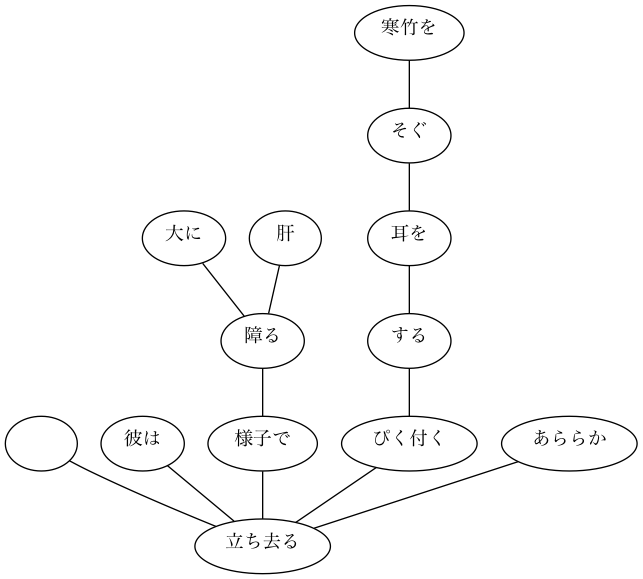 寒竹を
そぐ
大に
肝
耳を
障る
する
彼は
様子で
ぴく付く
あららか
立ち去る